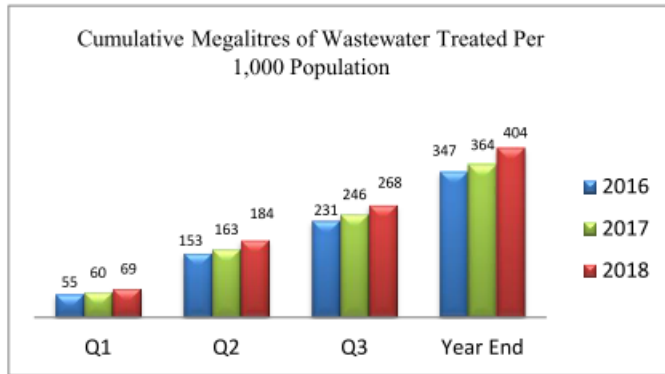 Cumulative Megalitres of Wastewater Treated Per
1,000 Population
347 364 404
231 246 268
153 163 184
55 60 69
2016
2017
2018
Q1 Q2 Q3 Year End